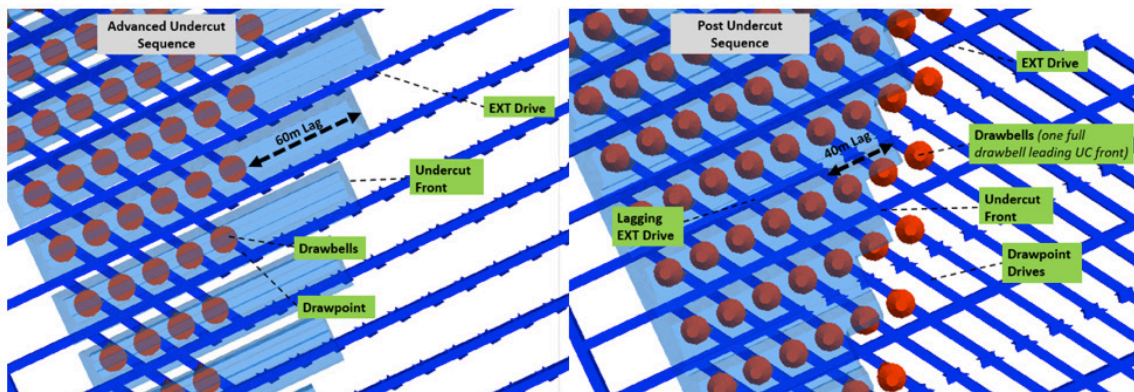 Advanced Undercut
Sequence
EXT Drive
60m Lag
Undercut
Front
Drawbells
Drawpoint
Post Undercut
Sequence
EXT Drive
Drawbells (one full
drawbell leading UC front)
40m Lag
Lagging
EXT Drive
Undercut
Front
Drawpoint
Drives